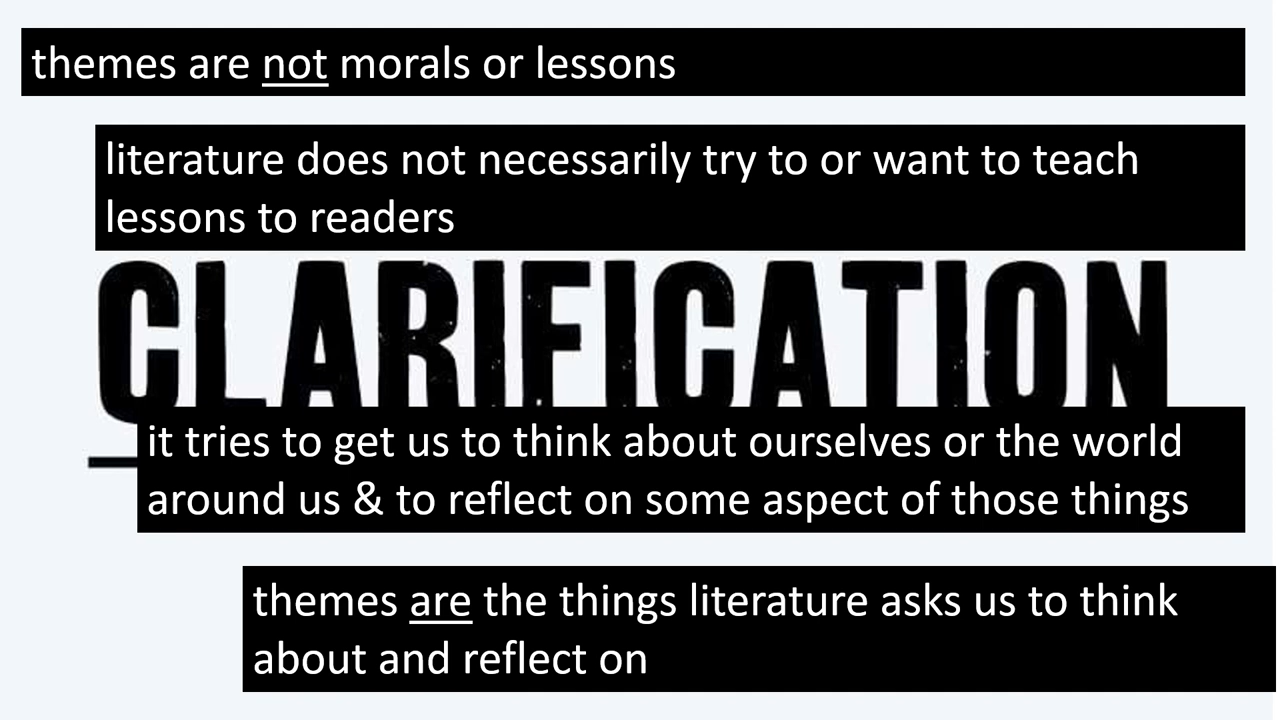 themes are not morals or lessons
literature does not necessarily try to or want to teach
lessons to readers
CLARIFICATION
it tries to get us to think about ourselves or the world
around us & to reflect on some aspect of those things
themes are the things literature asks us to think
about and reflect on